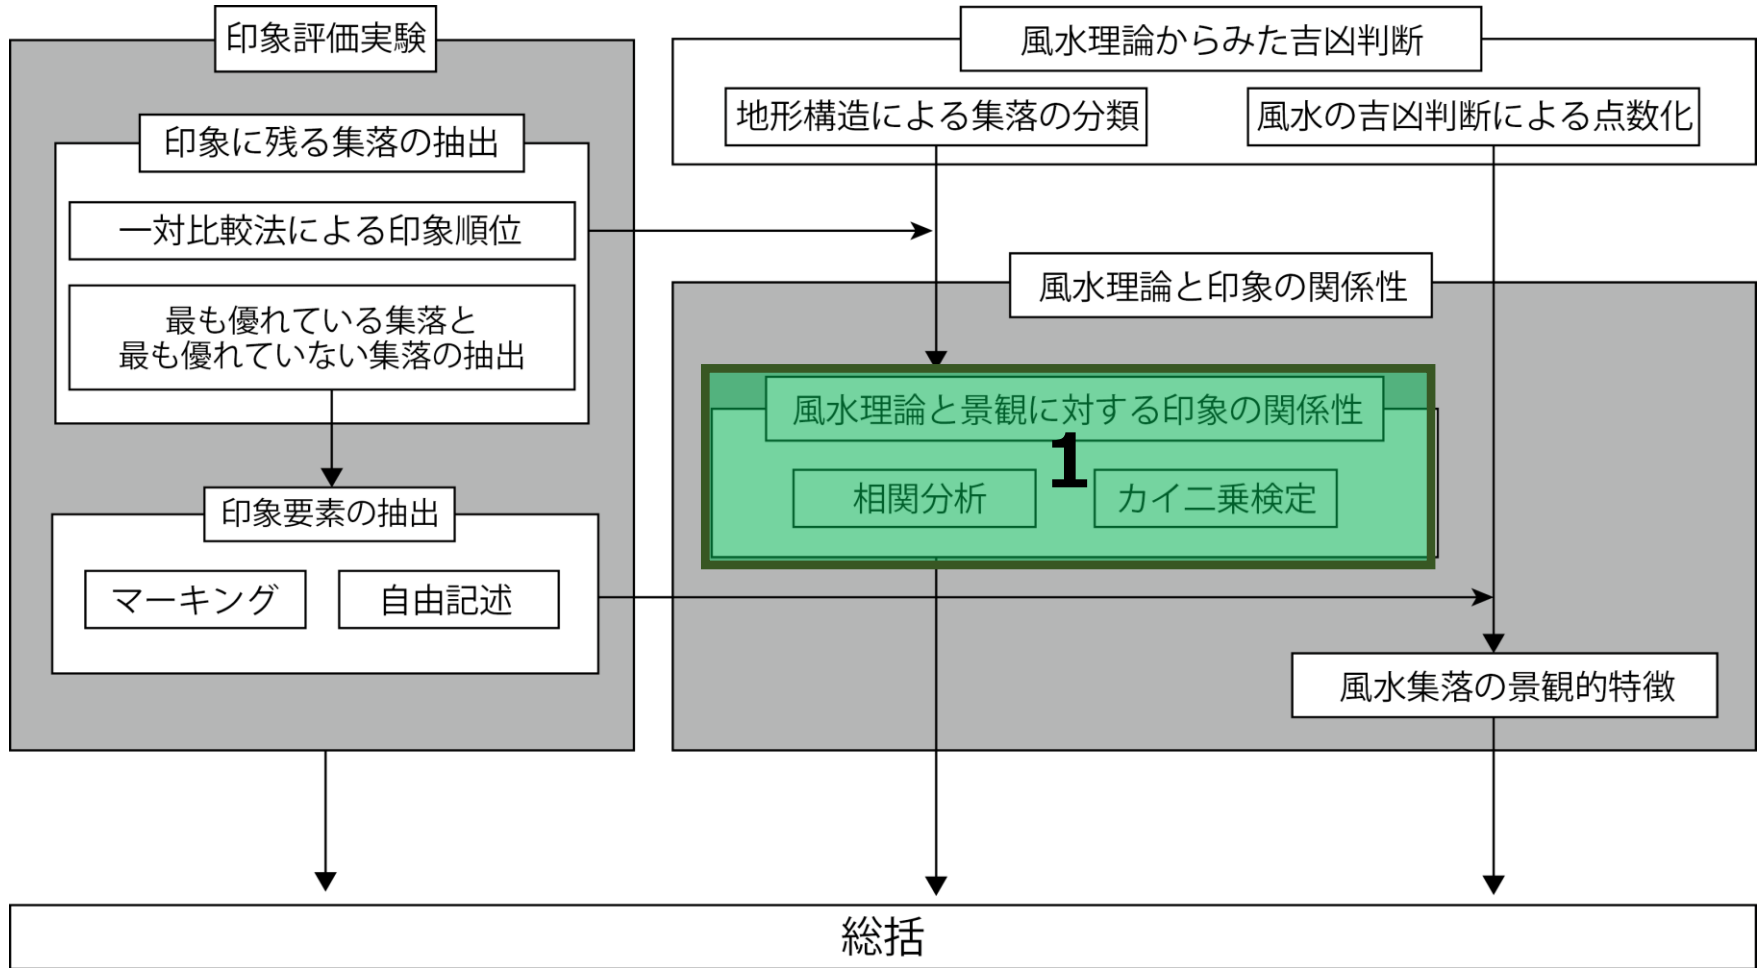 印象評価実験
印象に残る集落の抽出
一対比較法による印象順位
最も優れている集落と
最も優れていない集落の抽出
印象要素の抽出
マーキング
自由記述
風水理論からみた吉凶判断
地形構造による集落の分類
風水の吉凶判断による点数化
風水理論と印象の関係性
風水理論と景観に対する印象の関係性
1
相関分析
カイ二乗検定
風水集落の景観的特徴
総括